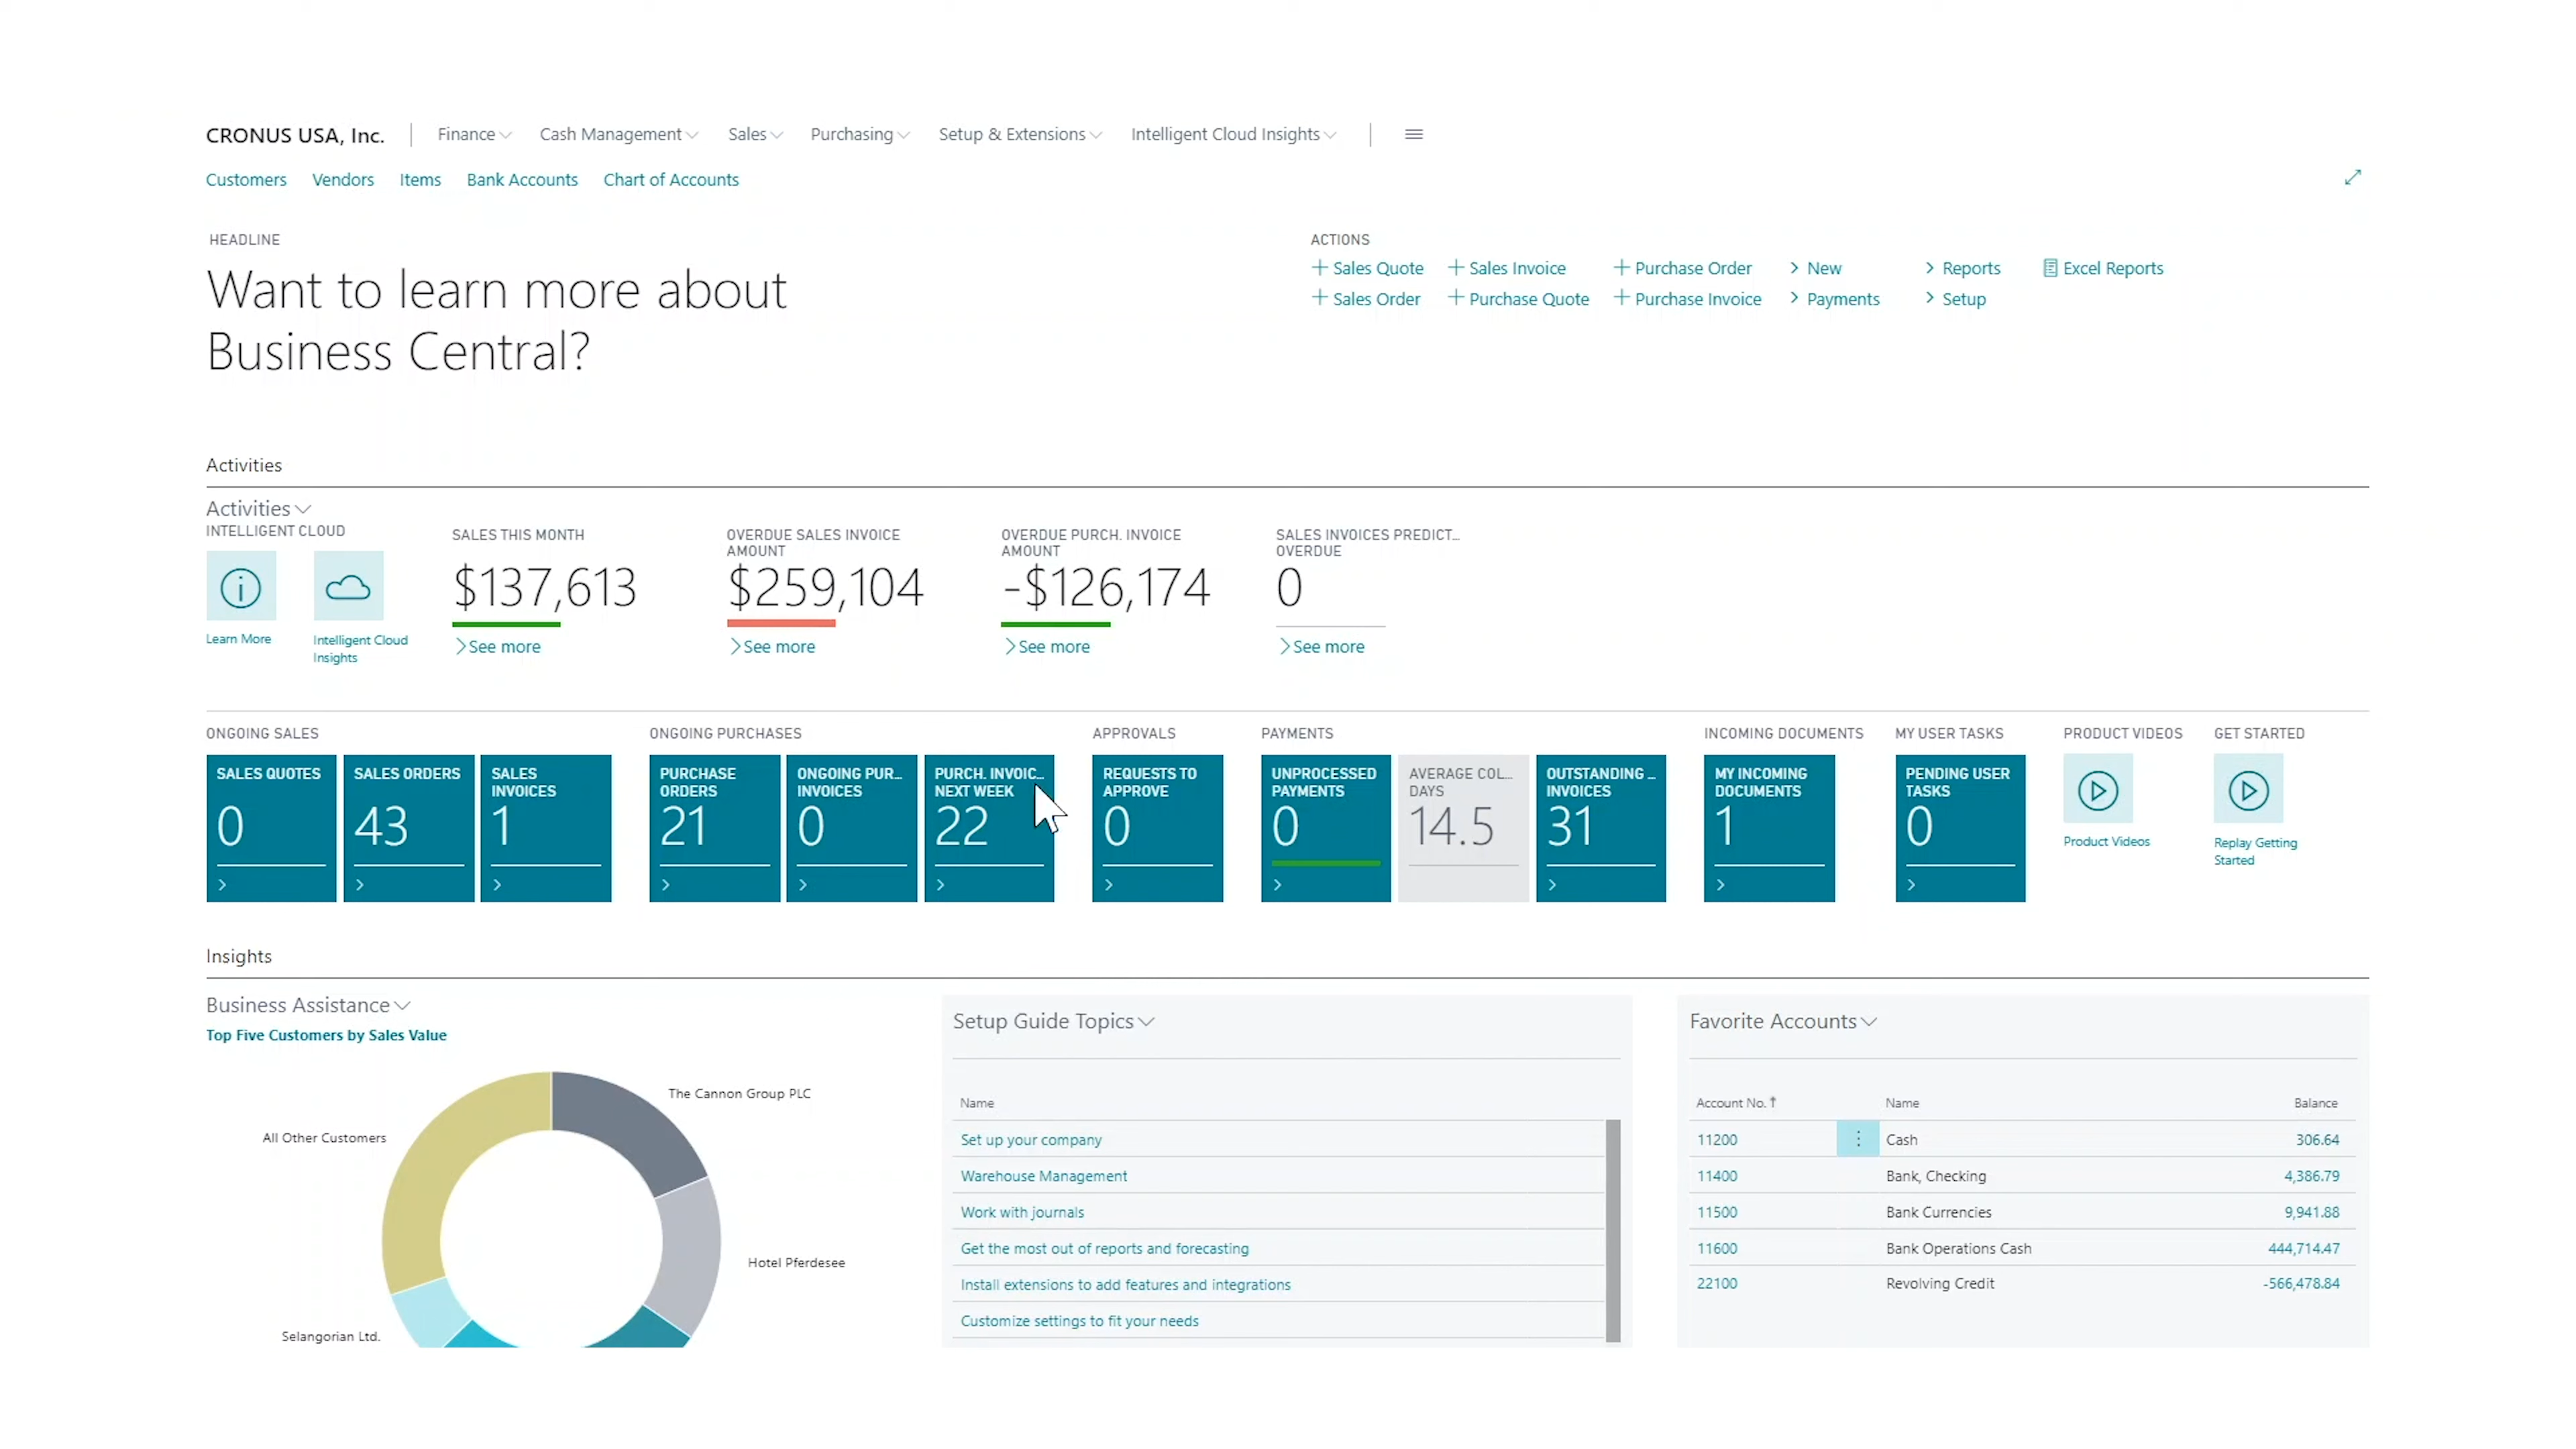 CRONUS USA, Inc.
Finance
Cash Management
Sales
Purchasing
Setup & Extensions
Intelligent Cloud Insights
Customers
Vendors
Items
Bank Accounts
Chart of Accounts
HEADLINE
Want to learn more about
Business Central?
ACTIONS
Sales Quote
Sales Invoice
Purchase Order
New
Reports
Excel Reports
Sales Order
Purchase Quote
Purchase Invoice
Payments
Setup
Activities
Activities
INTELLIGENT CLOUD
Learn More
Intelligent Cloud
Insights
SALES THIS MONTH
$137,613
See more
OVERDUE SALES INVOICE
AMOUNT
$259,104
See more
OVERDUE PURCH. INVOICE
AMOUNT
-$126,174
See more
SALES INVOICES PREDICT...
OVERDUE
0
See more
ONGOING SALES
SALES QUOTES
0
SALES ORDERS
43
SALES
INVOICES
1
ONGOING PURCHASES
PURCHASE
ORDERS
21
ONGOING PUR...
INVOICES
0
PURCH. INVOIC...
NEXT WEEK
22
APPROVALS
REQUESTS TO
APPROVE
0
PAYMENTS
UNPROCESSED
PAYMENTS
0
AVERAGE COL...
DAYS
14.5
OUTSTANDING ...
INVOICES
31
INCOMING DOCUMENTS
MY INCOMING
DOCUMENTS
1
MY USER TASKS
PENDING USER
TASKS
0
PRODUCT VIDEOS
Product Videos
GET STARTED
Replay Getting
Started
Insights
Business Assistance
Top Five Customers by Sales Value
The Cannon Group PLC
All Other Customers
Hotel Pferdesee
Selangorian Ltd.
Setup Guide Topics
Name
Set up your company
Warehouse Management
Work with journals
Get the most out of reports and forecasting
Install extensions to add features and integrations
Customize settings to fit your needs
Favorite Accounts
Account No. ↑ Name Balance
11200 Cash 306.64
11400 Bank, Checking 4,386.79
11500 Bank Currencies 9,941.88
11600 Bank Operations Cash 444,714.47
22100 Revolving Credit -566,478.84